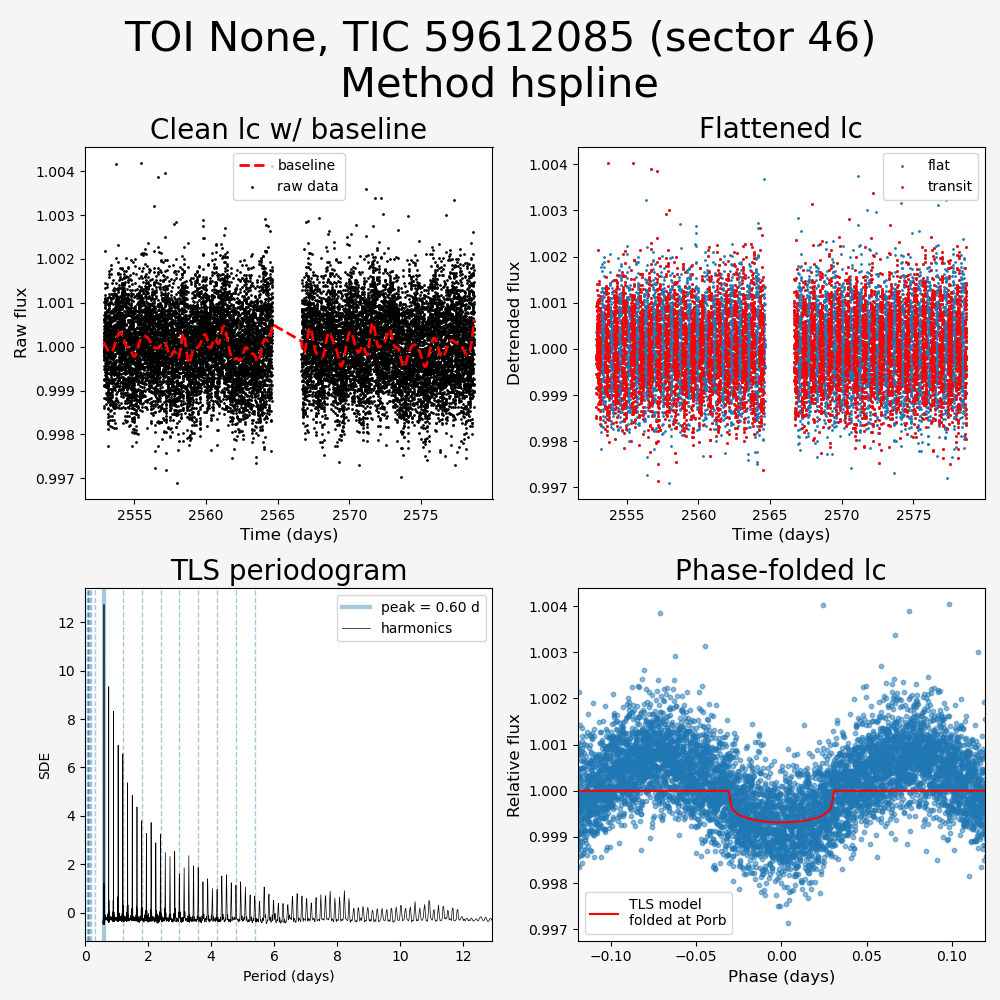 TOI None, TIC 59612085 (sector 46)
Method hspline
Clean lc w/ baseline
Flattened lc
baseline
raw data
flat
transit
1.004
1.003
1.002
1.001
1.000
0.999
0.998
0.997
Raw flux
2555
2560
2565
2570
2575
Time (days)
1.004
1.003
1.002
1.001
1.000
0.999
0.998
0.997
Detrended flux
2555
2560
2565
2570
2575
Time (days)
TLS periodogram
Phase-folded lc
peak = 0.60 d
harmonics
12
10
8
6
4
2
0
SDE
0
2
4
6
8
10
12
Period (days)
1.004
1.003
1.002
1.001
1.000
0.999
0.998
0.997
Relative flux
TLS model
folded at Porb
−0.10
−0.05
0.00
0.05
0.10
Phase (days)